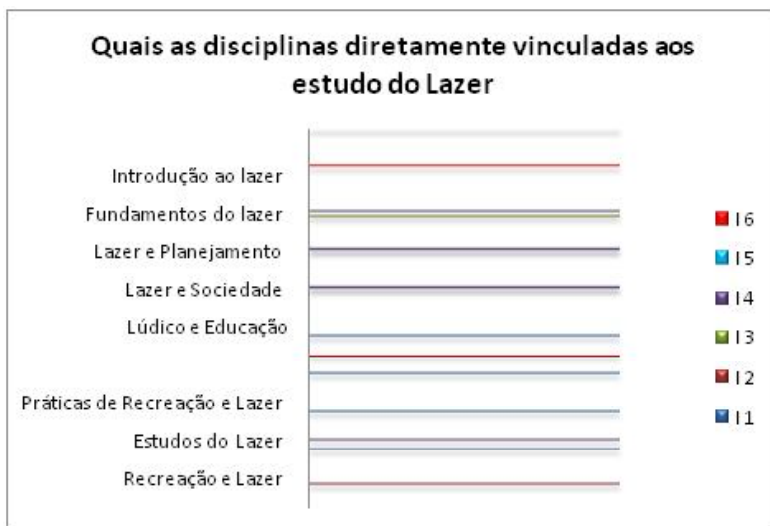 Quais as disciplinas diretamente vinculadas aos
estudo do Lazer
Introdução ao lazer
Fundamentos do lazer
Lazer e Planejamento
Lazer e Sociedade
Lúdico e Educação
Práticas de Recreação e Lazer
Estudos do Lazer
Recreação e Lazer
I6
I5
I4
I3
I2
I1